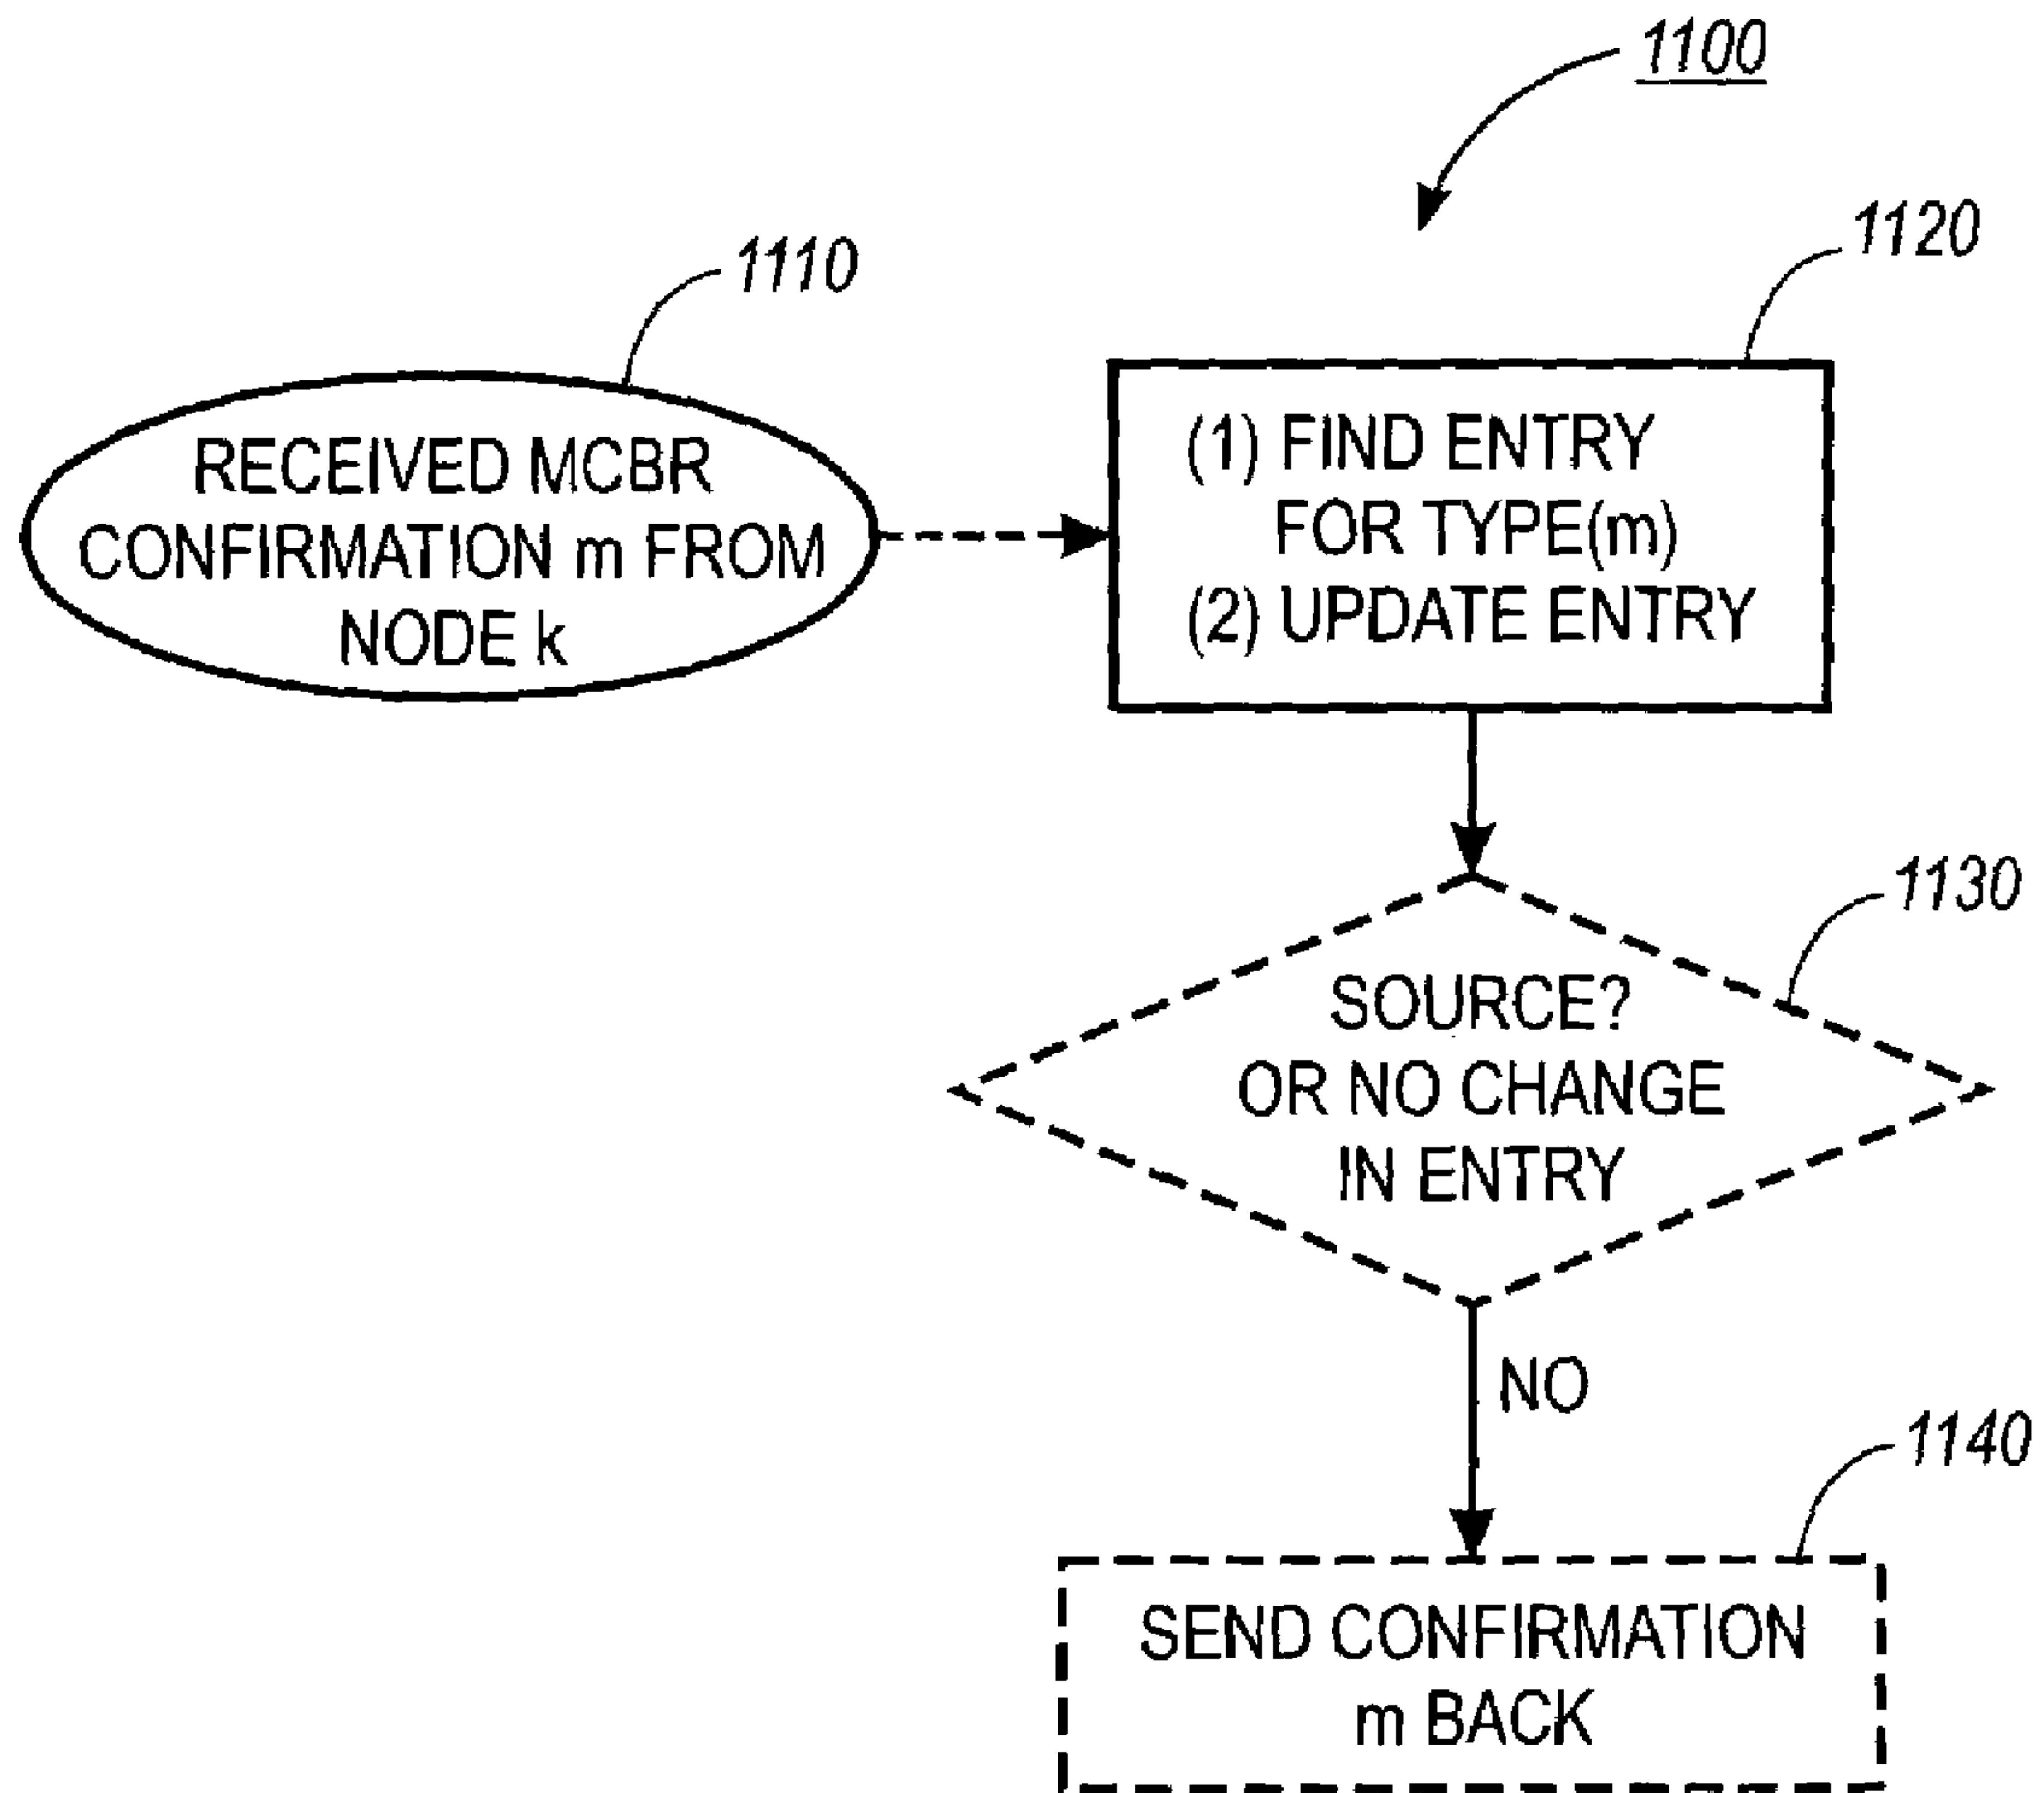 1100
1110
1120
RECEIVED MCBR
CONFIRMATION m FROM
NODE k
(1) FIND ENTRY
FOR TYPE(m)
(2) UPDATE ENTRY
1130
SOURCE?
OR NO CHANGE
IN ENTRY
NO
1140
SEND CONFIRMATION
m BACK